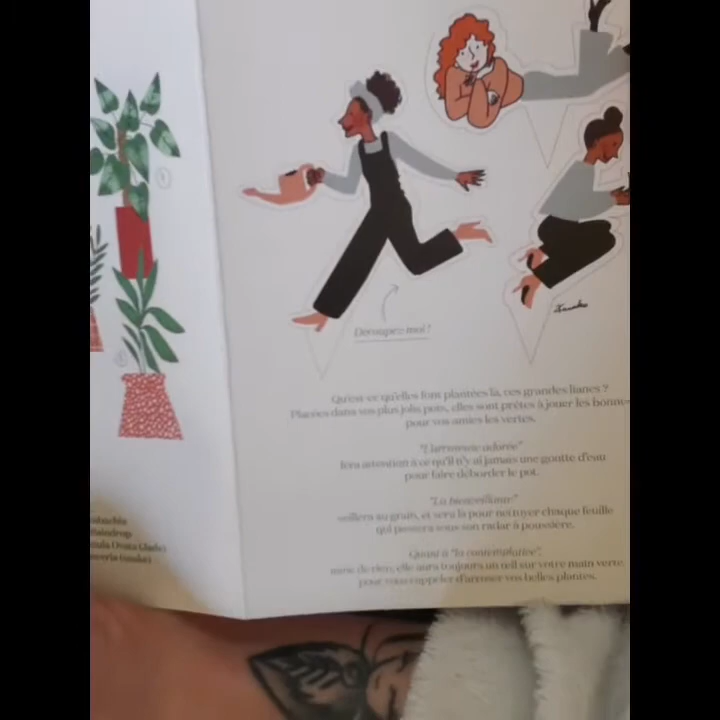 Découpez moi !
Qu'est-ce qu'elles font plantées là, ces grandes lianes ?
Placées dans vos plus jolis pots, elles sont prêtes à jouer les bonnes
pour vos amies les vertes.
"L'arroseuse adorée"
fera attention à ce qu'il n'y ai jamais une goutte d'eau
pour faire déborder le pot.
"La bienveillante"
veillera au grain, et sera là pour nettoyer chaque feuille
qui passera sous son radar à poussière.
Quant à "la contemplative",
mine de rien, elle aura toujours un œil sur votre main verte,
pour vous rappeler d'arroser vos belles plantes.